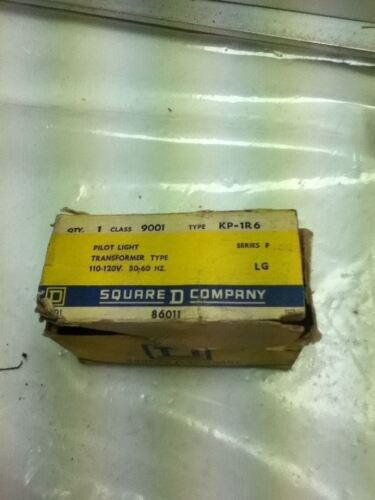 QTY. 1 CLASS 9001 TYPE KP-1R6
PILOT LIGHT SERIES F
TRANSFORMER TYPE
110-120V. 50-60 HZ. LG
D SQUARE D COMPANY
86011